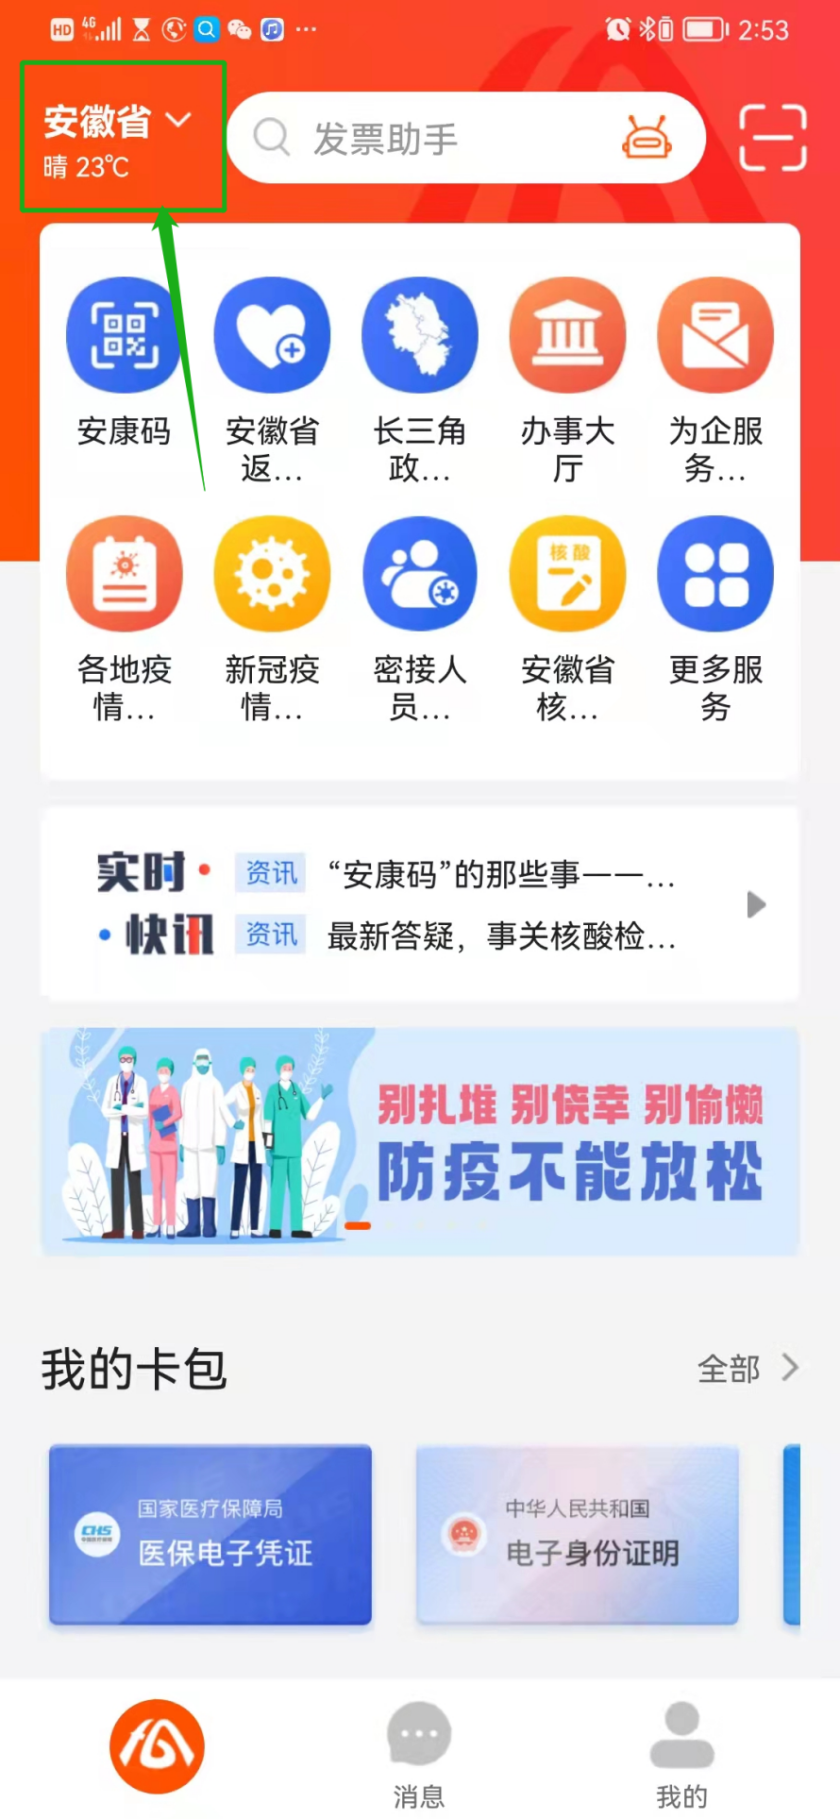 HD 4G 2:53
安徽省
晴 23℃
发票助手
安康码
安徽省
返...
长三角
政...
办事大
厅
为企服
务...
核酸
各地疫
情...
新冠疫
情...
密接人
员...
安徽省
核...
更多服
务
实时
资讯 “安康码”的那些事一一...
快讯
资讯 最新答疑，事关核酸检...
别扎堆 别侥幸 别偷懒
防疫不能放松
我的卡包
全部
国家医疗保障局
CHS
医保电子凭证
中华人民共和国
电子身份证明
消息
我的